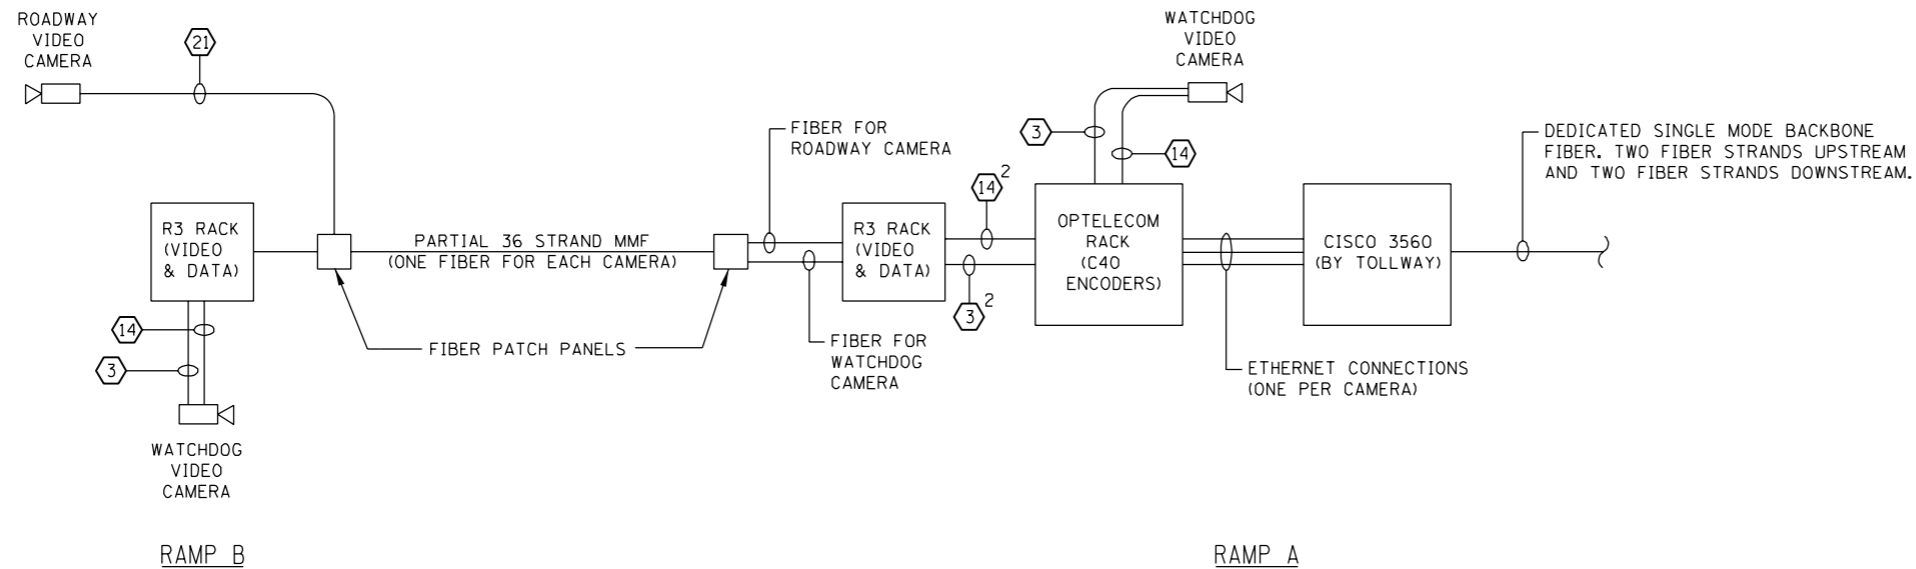 ROADWAY
VIDEO
CAMERA
21
WATCHDOG
VIDEO
CAMERA
3
14
FIBER FOR
ROADWAY CAMERA
DEDICATED SINGLE MODE BACKBONE
FIBER. TWO FIBER STRANDS UPSTREAM
AND TWO FIBER STRANDS DOWNSTREAM.
R3 RACK
(VIDEO
& DATA)
PARTIAL 36 STRAND MMF
(ONE FIBER FOR EACH CAMERA)
R3 RACK
(VIDEO
& DATA)
14 2
3 2
OPTELECOM
RACK
(C40
ENCODERS)
CISCO 3560
(BY TOLLWAY)
14
3
FIBER PATCH PANELS
FIBER FOR
WATCHDOG
CAMERA
ETHERNET CONNECTIONS
(ONE PER CAMERA)
WATCHDOG
VIDEO
CAMERA
RAMP B
RAMP A